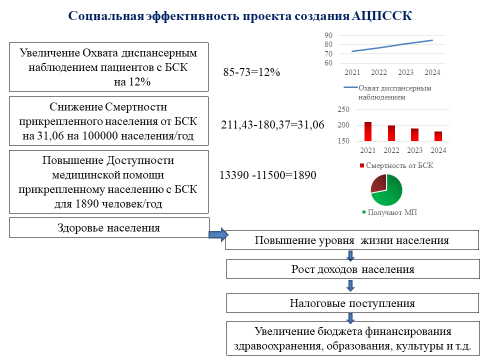 Социальная эффективность проекта создания АЦПССК
Увеличение Охвата диспансерным
наблюдением пациентов с БСК
на 12%
85-73=12%
90
80
70
60
2021 2022 2023 2024
Охват диспансерным
наблюдением
Снижение Смертности
прикрепленного населения от БСК
на 31,06 на 100000 населения/год
211,43-180,37=31,06
250
200
150
2021 2022 2023 2024
Смертность от БСК
Повышение Доступности
медицинской помощи
прикрепленному населению с БСК
для 1890 человек/год
13390 -11500=1890
Получают МП
Здоровье населения
Повышение уровня жизни населения
Рост доходов населения
Налоговые поступления
Увеличение бюджета финансирования
здравоохранения, образования, культуры и т.д.